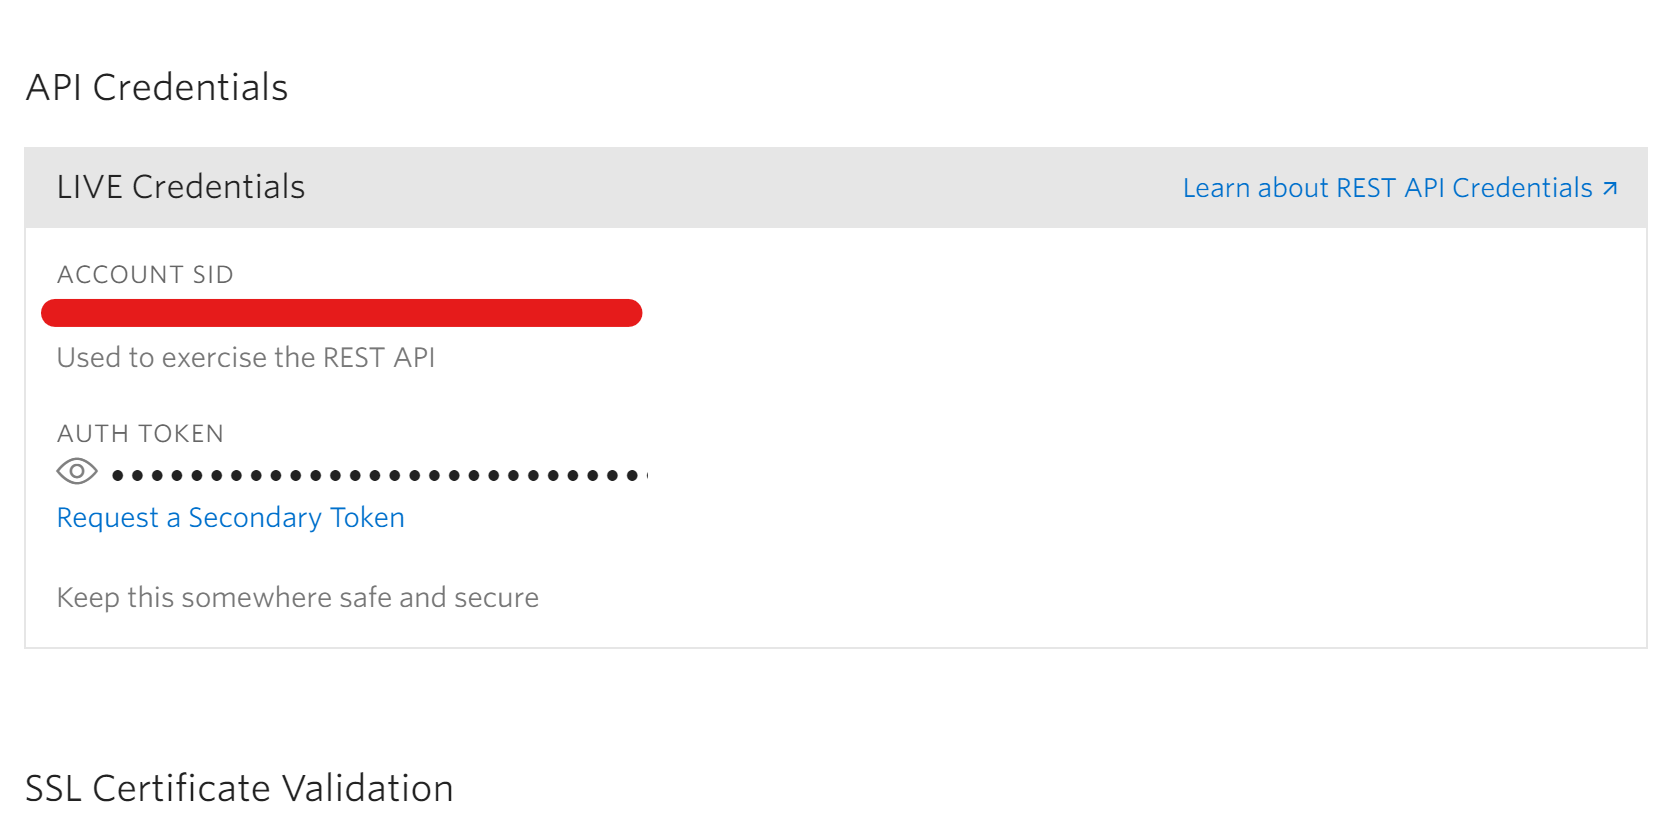 API Credentials
LIVE Credentials
Learn about REST API Credentials ↗
ACCOUNT SID
Used to exercise the REST API
AUTH TOKEN
Request a Secondary Token
Keep this somewhere safe and secure
SSL Certificate Validation